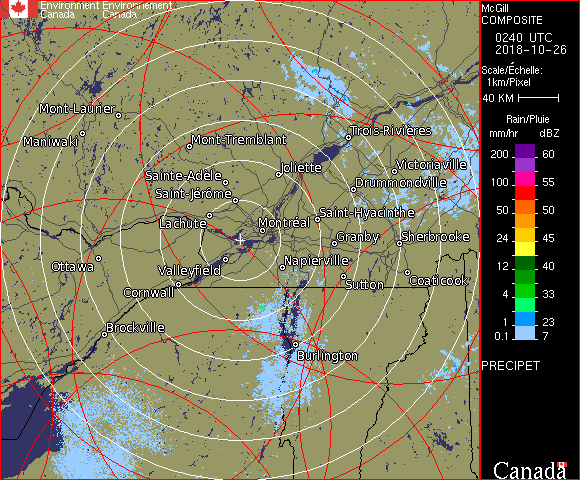 Environment Environnement
Canada Canada
McGill
COMPOSITE
0240 UTC
2018-10-26
Scale/Échelle:
1km/Pixel
40 KM
Rain/Pluie
mm/hr dBZ
200 60
100 55
50 50
24 45
12 40
4 33
1 23
0.1 7
PRECIPET
Canada
Mont-Laurier
Maniwaki
Mont-Tremblant
Trois-Rivières
Sainte-Adèle
Joliette
Victoriaville
Saint-Jérôme
Drummondville
Lachute
Montréal
Saint-Hyacinthe
Granby
Sherbrooke
Ottawa
Valleyfield
Napierville
Cornwall
Sutton
Coaticook
Brockville
Burlington